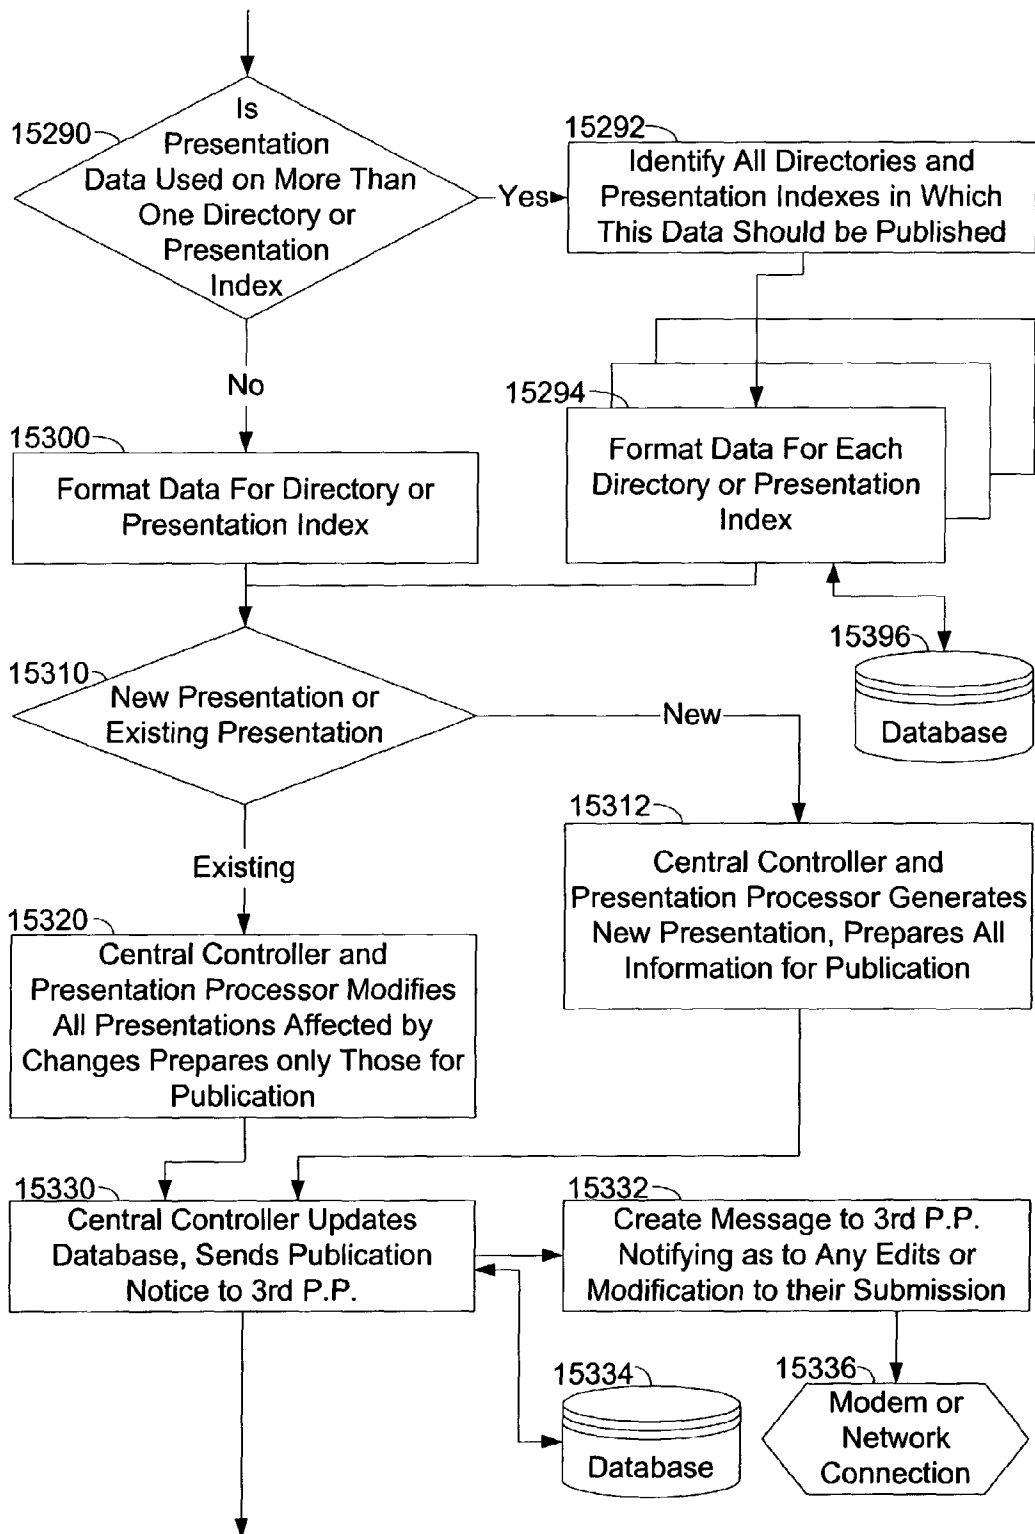 15290
Is
Presentation
Data Used on More Than
One Directory or
Presentation
Index
Yes
15292
Identify All Directories and
Presentation Indexes in Which
This Data Should be Published
No
15294
Format Data For Each
Directory or Presentation
Index
15300
Format Data For Directory or
Presentation Index
15396
Database
15310
New Presentation or
Existing Presentation
New
15312
Central Controller and
Presentation Processor Generates
New Presentation, Prepares All
Information for Publication
Existing
15320
Central Controller and
Presentation Processor Modifies
All Presentations Affected by
Changes Prepares only Those for
Publication
15330
Central Controller Updates
Database, Sends Publication
Notice to 3rd P.P.
15332
Create Message to 3rd P.P.
Notifying as to Any Edits or
Modification to their Submission
15334
Database
15336
Modem or
Network
Connection